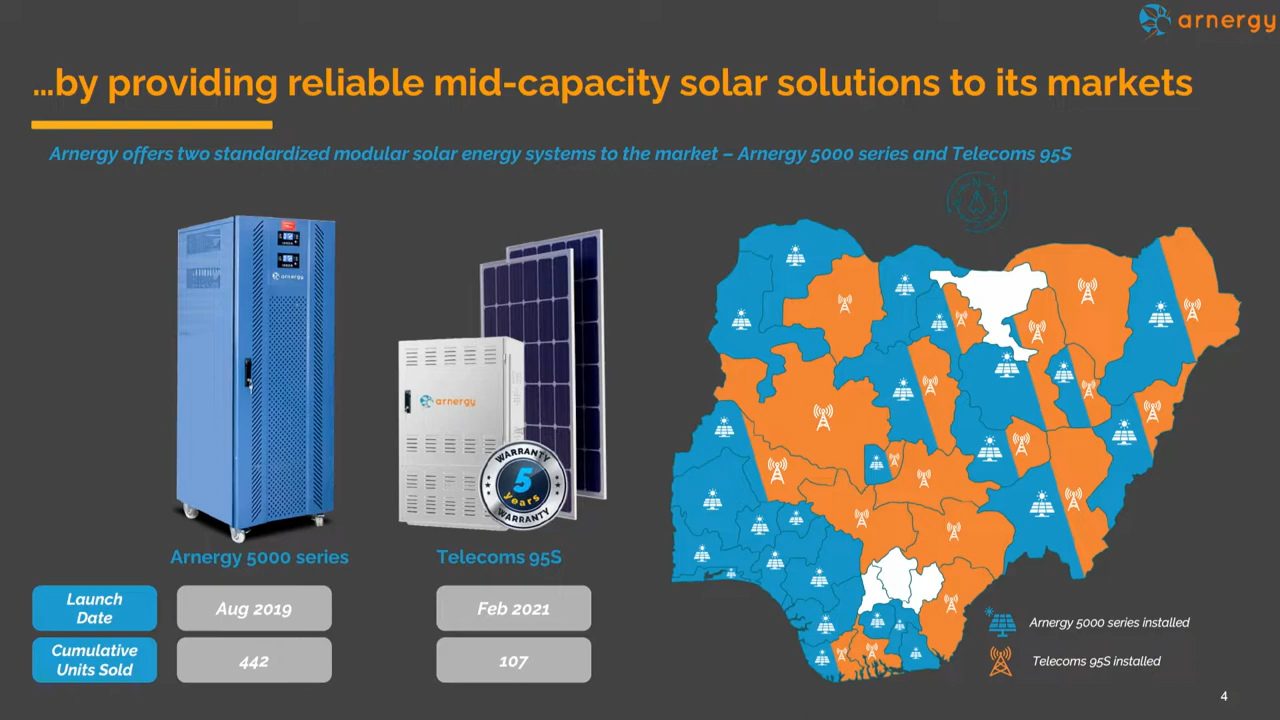 arnergy
...by providing reliable mid-capacity solar solutions to its markets
Arnergy offers two standardized modular solar energy systems to the market – Arnergy 5000 series and Telecoms 95S
N
arnergy
arnergy
WARRANTY
5
years
WARRANTY
Arnergy 5000 series
Telecoms 95S
Launch
Date
Aug 2019
Feb 2021
Cumulative
Units Sold
442
107
Arnergy 5000 series installed
Telecoms 95S installed
4